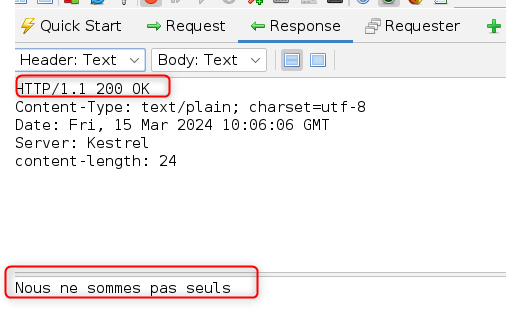 Quick Start Request Response Requester
Header: Text Body: Text
HTTP/1.1 200 OK
Content-Type: text/plain; charset=utf-8
Date: Fri, 15 Mar 2024 10:06:06 GMT
Server: Kestrel
content-length: 24
Nous ne sommes pas seuls